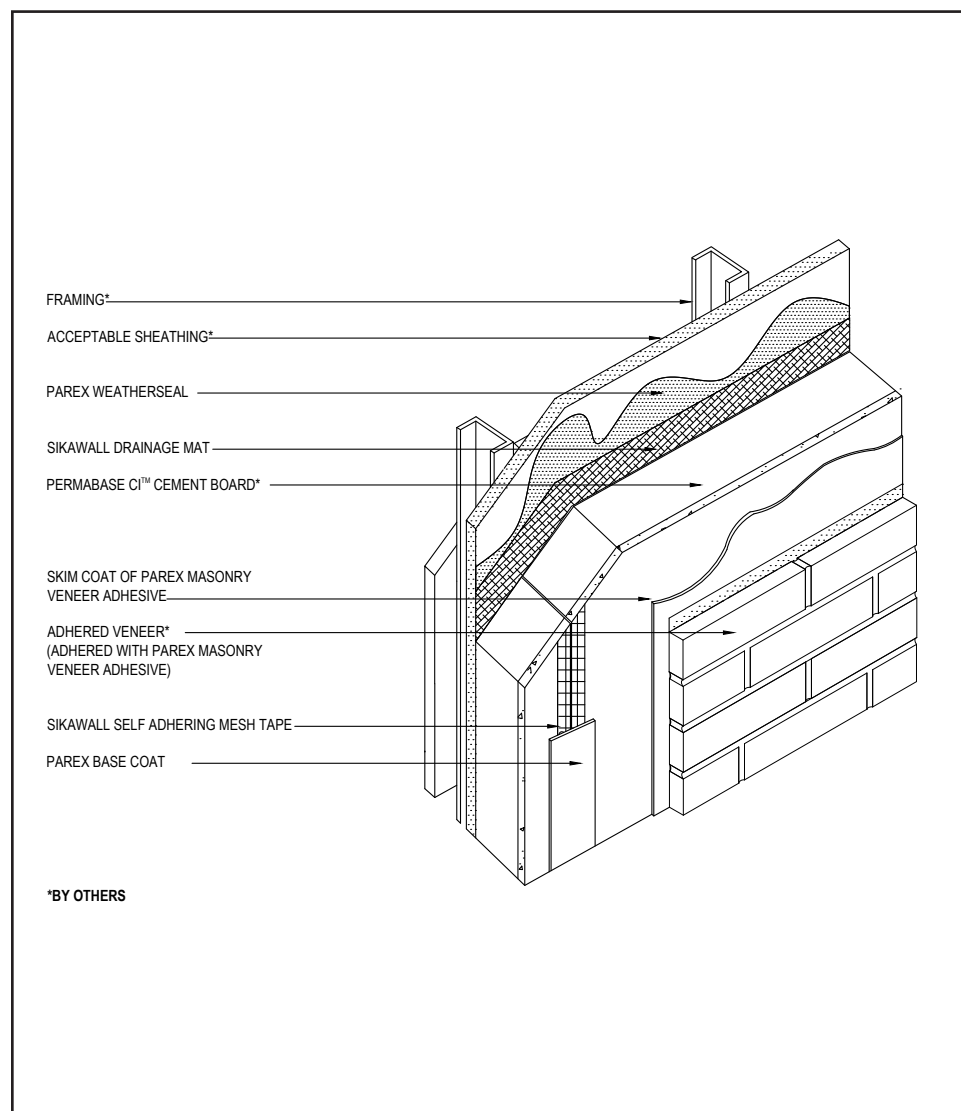 FRAMING*
ACCEPTABLE SHEATHING*
PAREX WEATHERSEAL
SIKAWALL DRAINAGE MAT
PERMABASE CI™ CEMENT BOARD*
SKIM COAT OF PAREX MASONRY
VENEER ADHESIVE
ADHERED VENEER*
(ADHERED WITH PAREX MASONRY
VENEER ADHESIVE)
SIKAWALL SELF ADHERING MESH TAPE
PAREX BASE COAT
*BY OTHERS